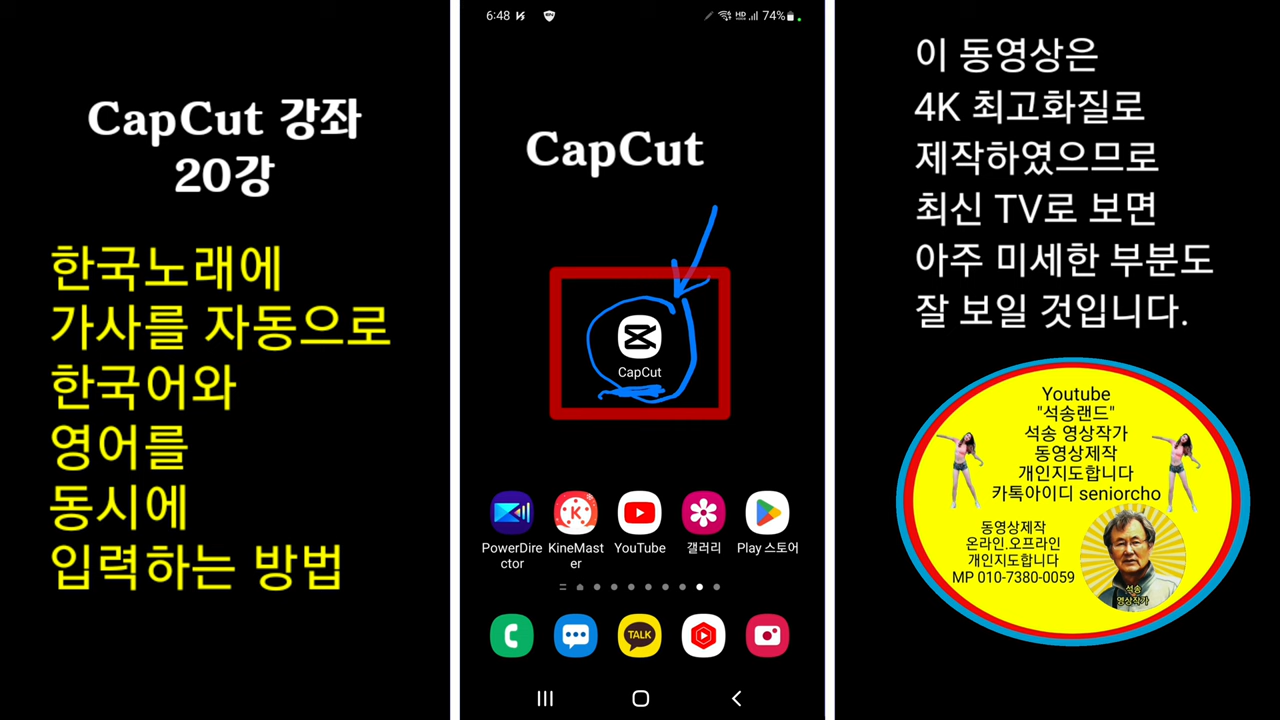 CapCut 강좌
20강
한국노래에
가사를 자동으로
한국어와
영어를
동시에
입력하는 방법
6:48
74%
CapCut
CapCut
PowerDire
ctor
KineMast
er
YouTube
갤러리
Play 스토어
TALK
이 동영상은
4K 최고화질로
제작하였으므로
최신 TV로 보면
아주 미세한 부분도
잘 보일 것입니다.
Youtube
"석송랜드"
석송 영상작가
동영상제작
개인지도합니다
카톡아이디 seniorcho
동영상제작
온라인.오프라인
개인지도합니다
MP 010-7380-0059
석송
영상작가